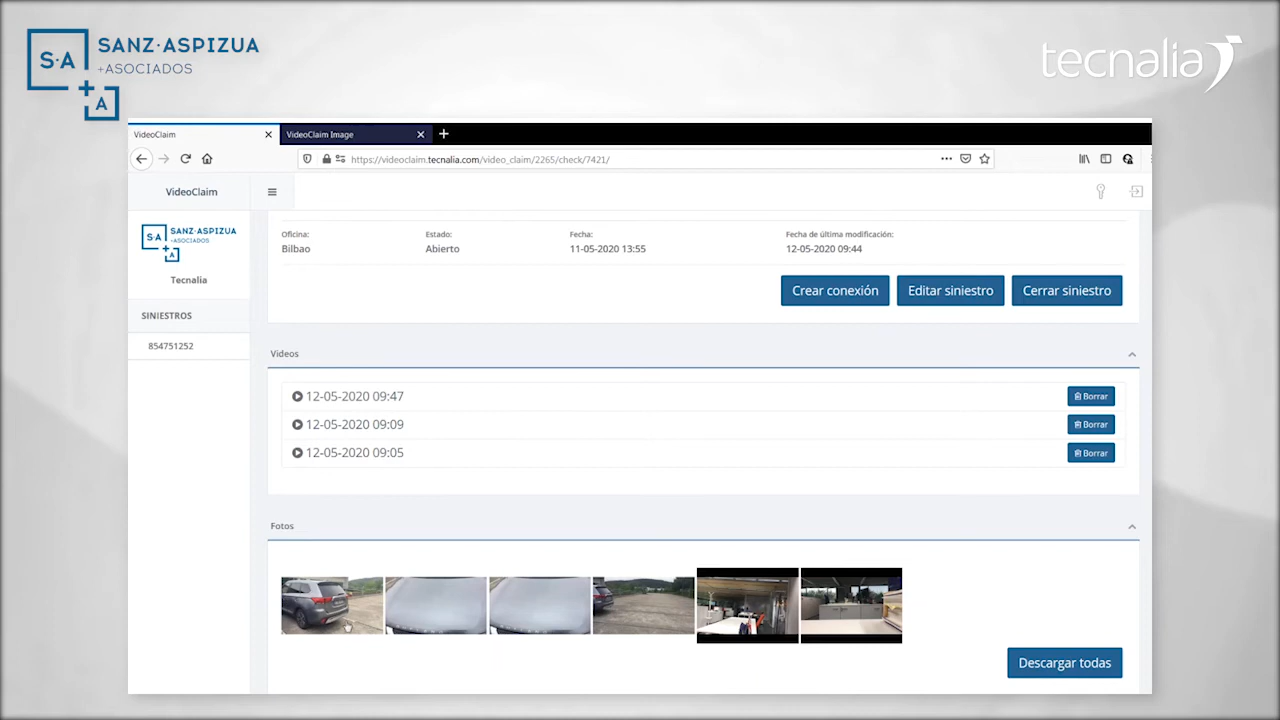 S·A
+
A
SANZ·ASPIZUA
+ASOCIADOS
tecnalia
VideoClaim
VideoClaim Image
https://videoclaim.tecnalia.com/video_claim/2265/check/7421/
VideoClaim
S·A
+
A
SANZ·ASPIZUA
+ASOCIADOS
Tecnalia
SINIESTROS
854751252
Oficina: Estado: Fecha: Fecha de última modificación:
Bilbao Abierto 11-05-2020 13:55 12-05-2020 09:44
Crear conexión Editar siniestro Cerrar siniestro
Videos
12-05-2020 09:47 Borrar
12-05-2020 09:09 Borrar
12-05-2020 09:05 Borrar
Fotos
Descargar todas